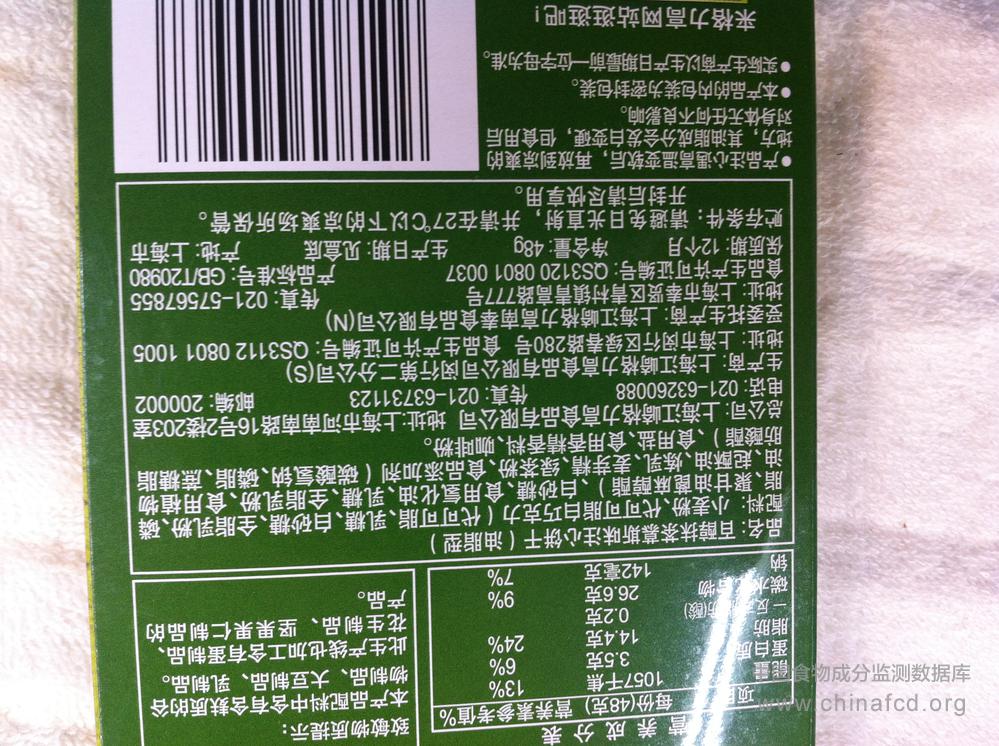 营养成分表
项目 每份(48克) 营养素参考值%
能量 1057千焦 13%
蛋白质 3.5克 6%
脂肪 14.4克 24%
－反式脂肪(酸) 0.2克
碳水化合物 26.6克 9%
钠 142毫克 7%
致敏物质提示：
本产品配料中含有含麸质的谷
物制品、大豆制品、乳制品。
此生产线也加工含有蛋制品、
花生制品、坚果果仁制品的
产品。
品名：百醇抹茶慕斯味注心饼干（油型）
配料：小麦粉、代可可脂白巧克力（代可可脂、乳糖、白砂糖、全脂乳粉、磷
脂、聚甘油蓖麻醇酯）、白砂糖、食用氢化油、乳糖、全脂乳粉、食用植物
油、起酥油、炼乳、麦芽精、绿茶粉、食品添加剂（碳酸氢钠、磷脂、蔗糖脂
肪酸酯）、食用盐、食用香精香料、咖啡粉。
总公司：上海江崎格力高食品有限公司 地址：上海市河南南路16号2楼203室
电话：021-63260088 传真：021-63731123 邮编：200002
生产商：上海江崎格力高食品有限公司闵行第二分公司(S)
地址：上海市闵行区绿春路280号 食品生产许可证编号：QS3112 0801 1005
受委托生产商：上海江崎格力高南奉食品有限公司(N)
地址：上海市奉贤区青村镇青高路777号 传真：021-57567855
食品生产许可证编号：QS3120 0801 0037 产品标准号：GB/T20980
保质期：12个月 净含量：48g 生产日期：见盒底 产地：上海市
贮存条件：请避免日光直射，并请在27℃以下的凉爽场所保管。
开封后请尽快享用。
●产品注心遇高温变软后，再放到凉爽的
地方，其油脂成分会发白变硬，但食用后
对身体无任何不良影响。
●本产品的内包装为密封包装。
●实际生产商以生产日期最前一位字母为准。
来格力高网站逛逛吧！
食物成分监测数据库
www.chinafcd.org